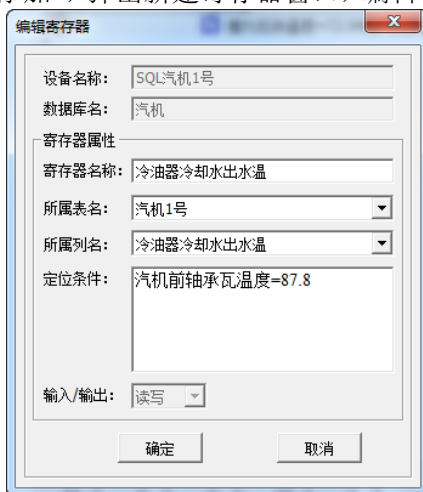 编辑寄存器
设备名称： SQL汽机1号
数据库名： 汽机
寄存器属性
寄存器名称： 冷油器冷却水出水温
所属表名： 汽机1号
所属列名： 冷油器冷却水出水温
定位条件： 汽机前轴承瓦温度=87.8
输入/输出： 读写
确定 取消